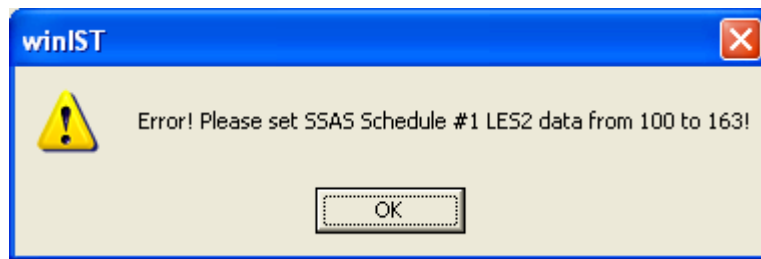 winIST
Error! Please set SSAS Schedule #1 LES2 data from 100 to 163!
OK